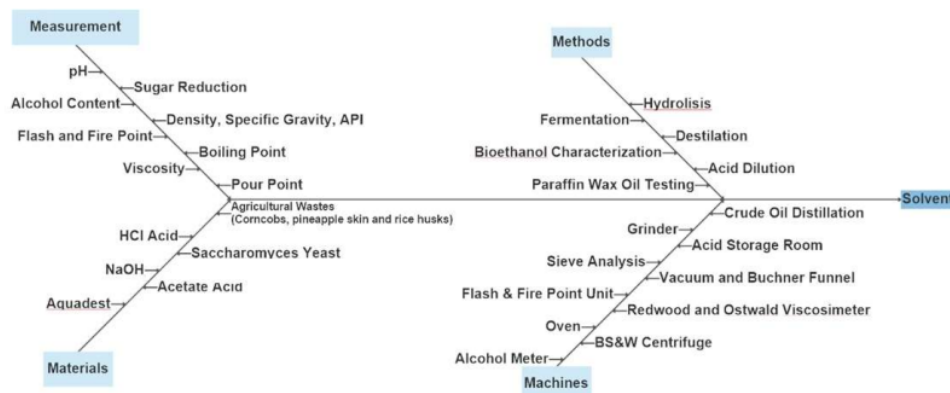 Measurement
pH
Sugar Reduction
Alcohol Content
Density, Specific Gravity, API
Flash and Fire Point
Boiling Point
Viscosity
Pour Point
Methods
Hydrolisis
Fermentation
Destilation
Bioethanol Characterization
Acid Dilution
Paraffin Wax Oil Testing
Solvent
Agricultural Wastes
(Corncobs, pineapple skin and rice husks)
HCl Acid
Saccharomyces Yeast
NaOH
Acetate Acid
Aquadest
Materials
Crude Oil Distillation
Grinder
Acid Storage Room
Sieve Analysis
Vacuum and Buchner Funnel
Flash & Fire Point Unit
Redwood and Ostwald Viscosimeter
Oven
BS&W Centrifuge
Alcohol Meter
Machines